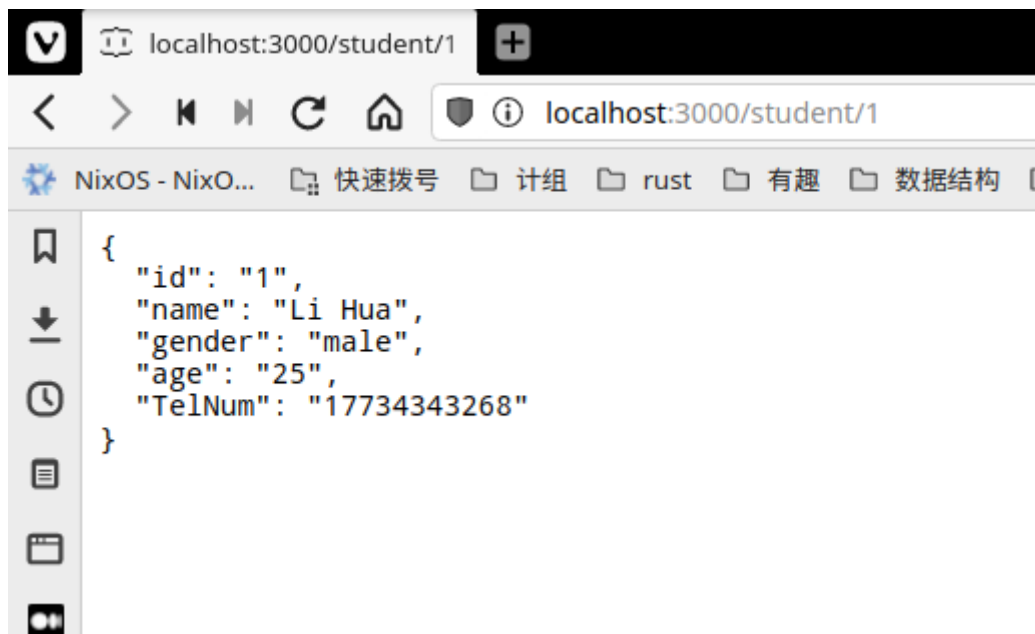 localhost:3000/student/1
localhost:3000/student/1
NixOS - NixO... 快速拨号 计组 rust 有趣 数据结构
{
"id": "1",
"name": "Li Hua",
"gender": "male",
"age": "25",
"TelNum": "17734343268"
}